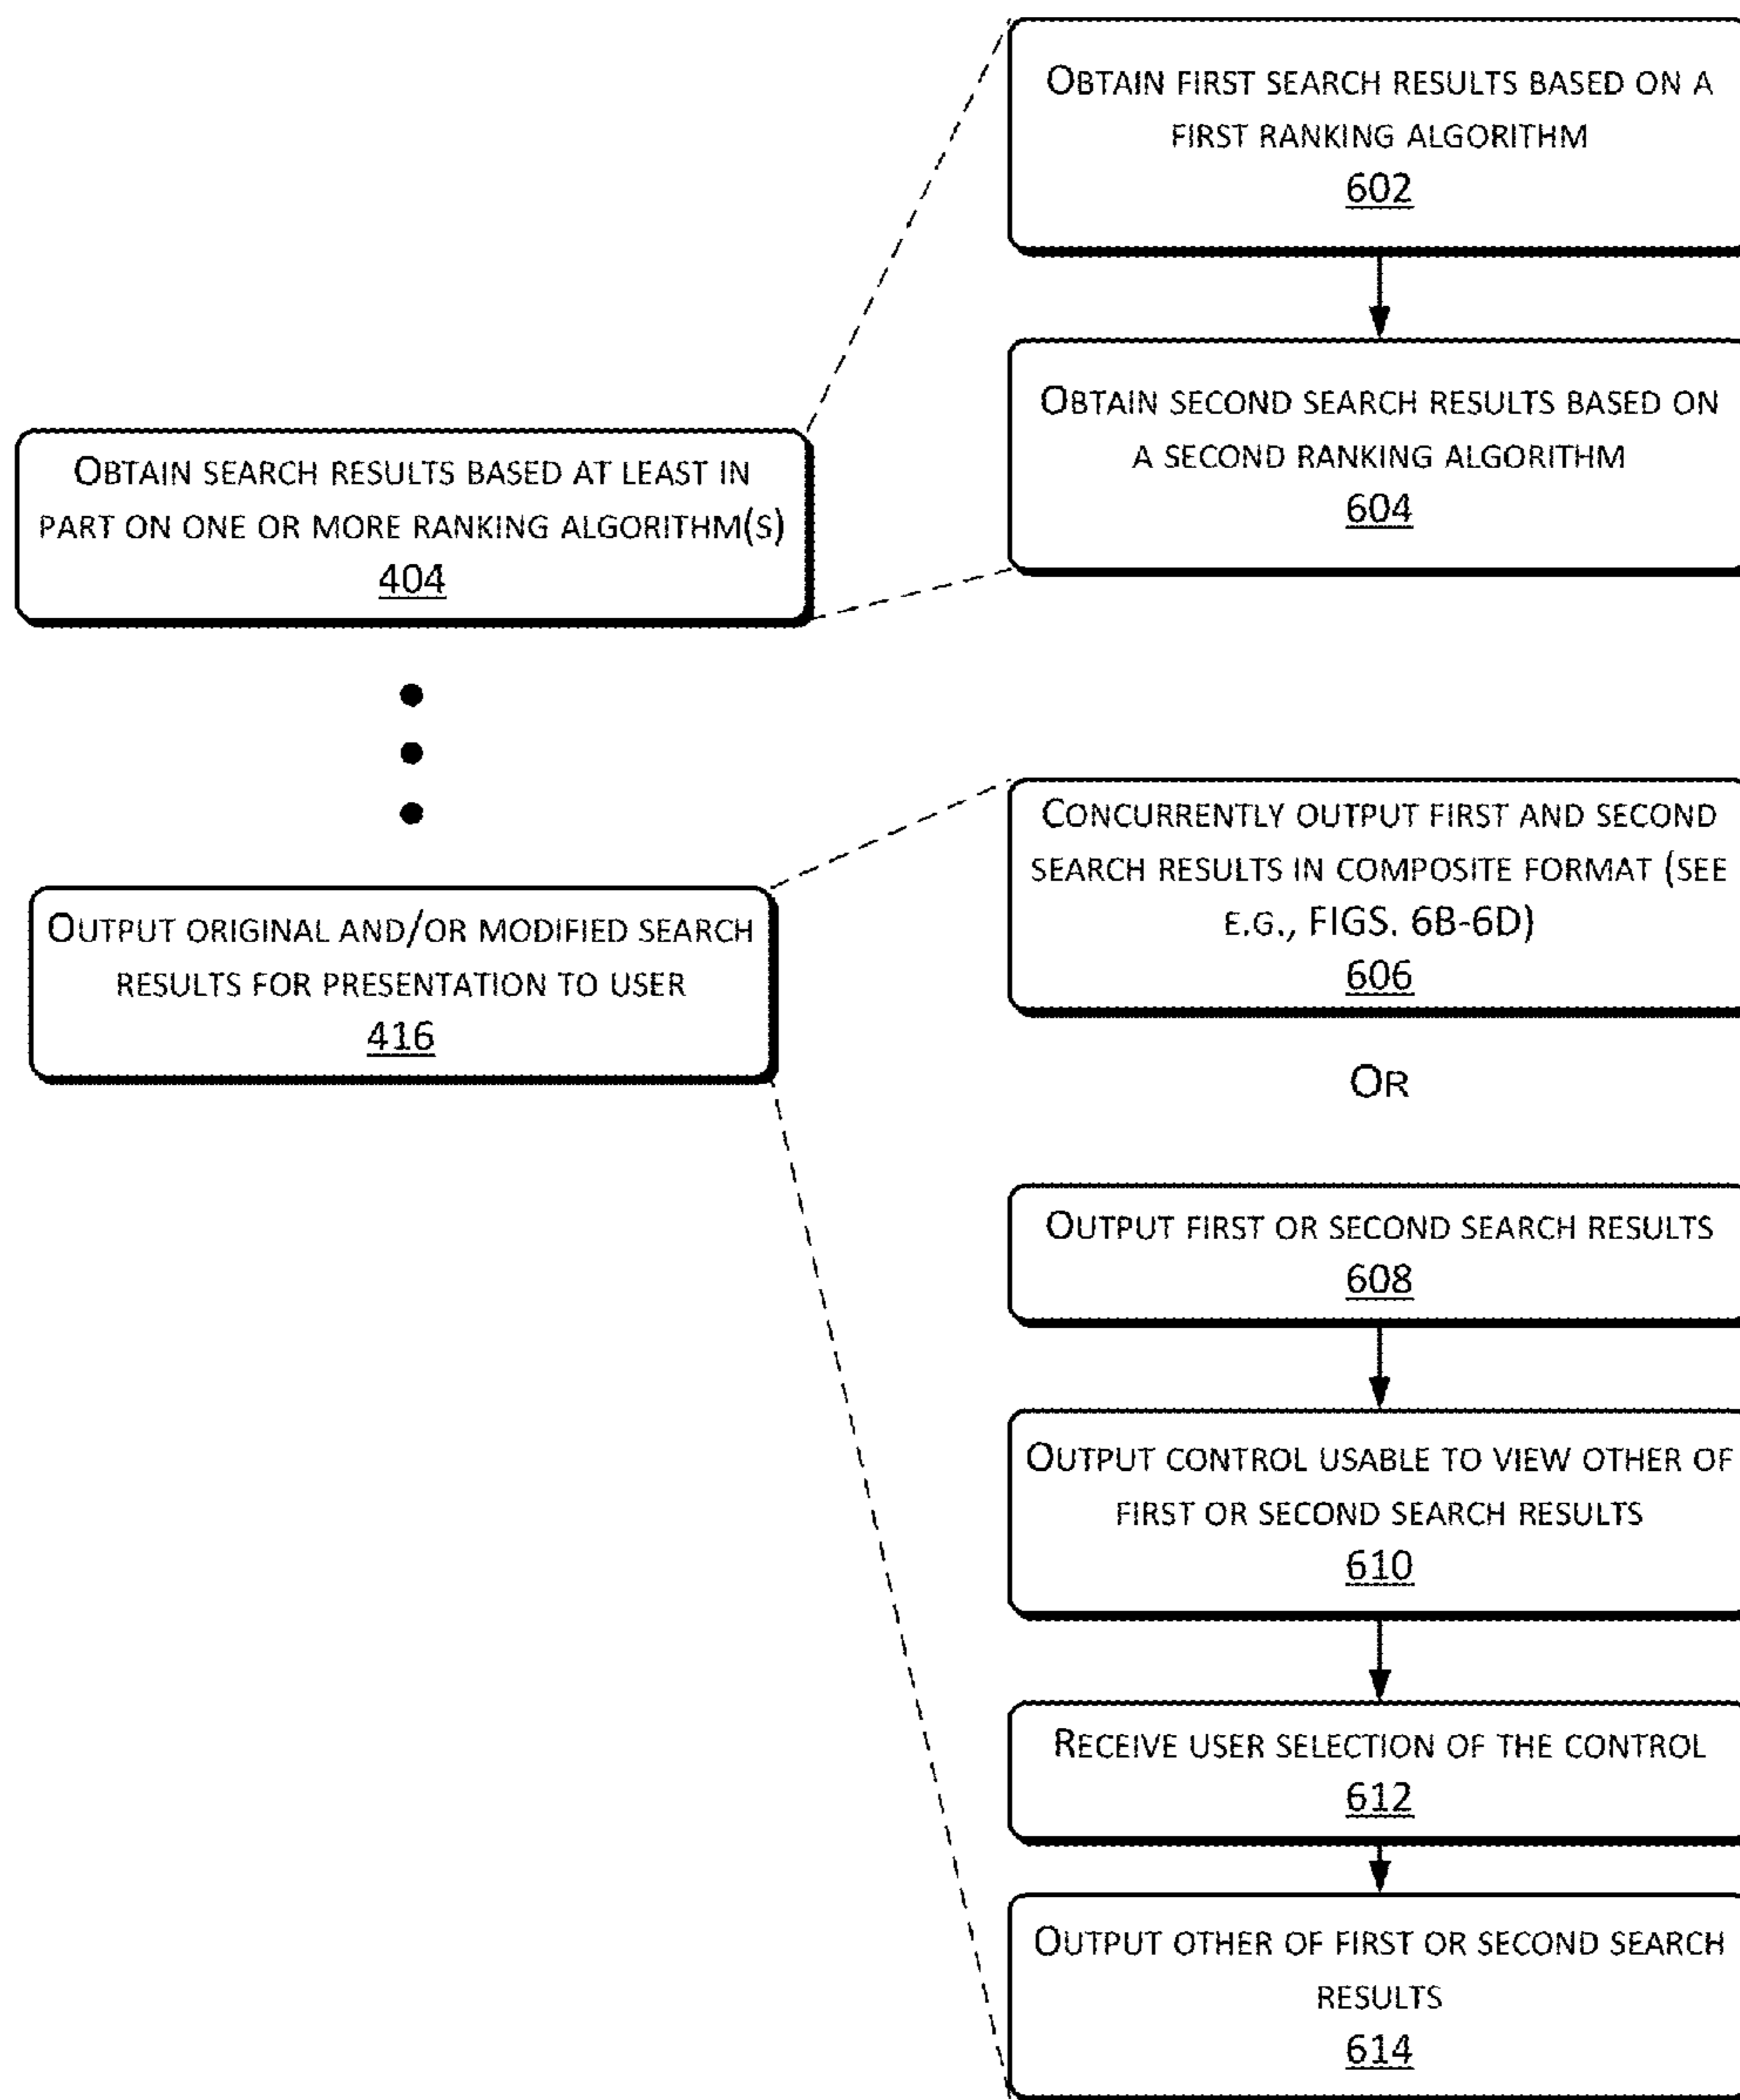 OBTAIN FIRST SEARCH RESULTS BASED ON A
FIRST RANKING ALGORITHM
602
OBTAIN SECOND SEARCH RESULTS BASED ON
A SECOND RANKING ALGORITHM
604
OBTAIN SEARCH RESULTS BASED AT LEAST IN
PART ON ONE OR MORE RANKING ALGORITHM(S)
404
CONCURRENTLY OUTPUT FIRST AND SECOND
SEARCH RESULTS IN COMPOSITE FORMAT (SEE
E.G., FIGS. 6B-6D)
606
OUTPUT ORIGINAL AND/OR MODIFIED SEARCH
RESULTS FOR PRESENTATION TO USER
416
OR
OUTPUT FIRST OR SECOND SEARCH RESULTS
608
OUTPUT CONTROL USABLE TO VIEW OTHER OF
FIRST OR SECOND SEARCH RESULTS
610
RECEIVE USER SELECTION OF THE CONTROL
612
OUTPUT OTHER OF FIRST OR SECOND SEARCH
RESULTS
614